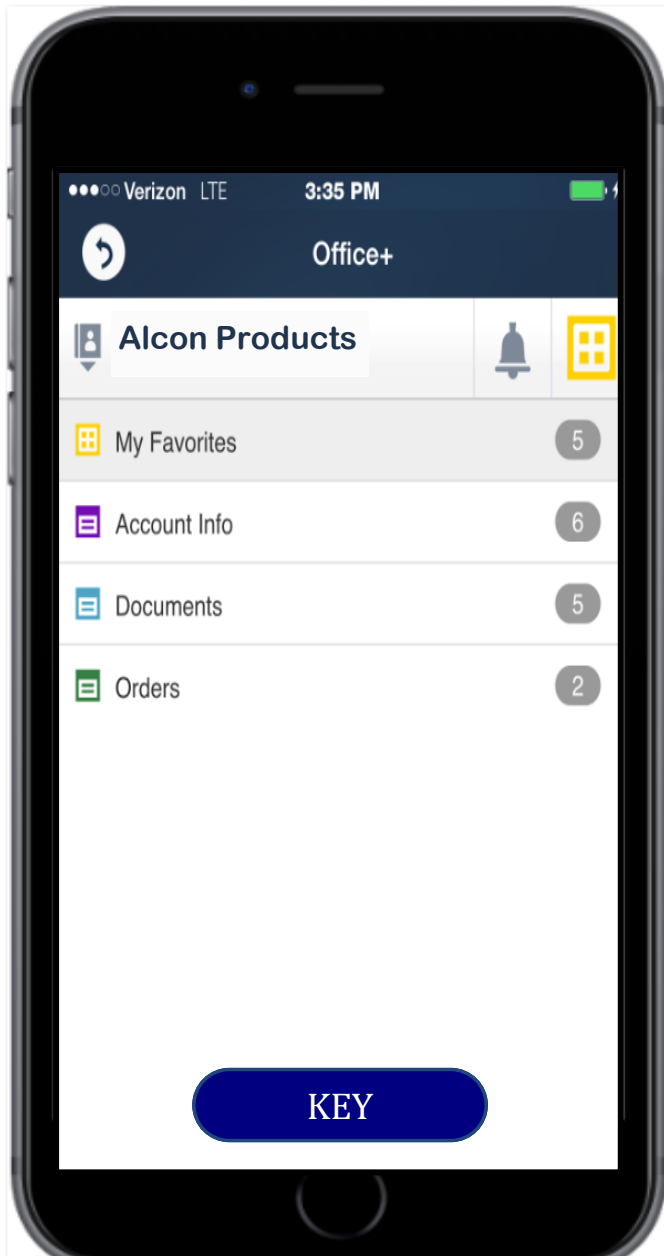 Verizon LTE 3:35 PM
Office+
Alcon Products
My Favorites 5
Account Info 6
Documents 5
Orders 2
KEY